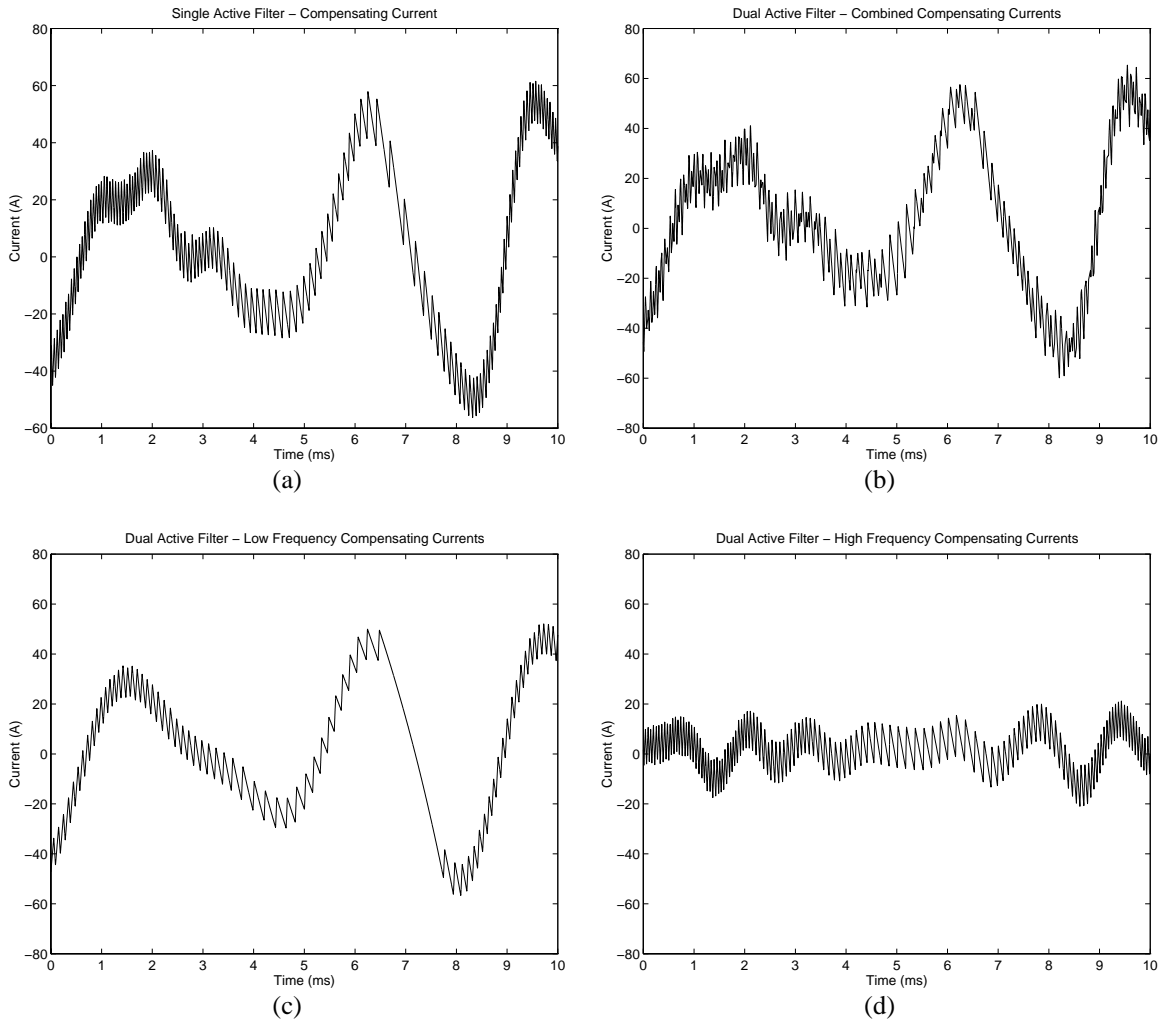 Single Active Filter – Compensating Current
80
60
40
20
0
–20
–40
–60
Current (A)
0 1 2 3 4 5 6 7 8 9 10
Time (ms)
(a)
Dual Active Filter – Combined Compensating Currents
80
60
40
20
0
–20
–40
–60
–80
Current (A)
0 1 2 3 4 5 6 7 8 9 10
Time (ms)
(b)
Dual Active Filter – Low Frequency Compensating Currents
80
60
40
20
0
–20
–40
–60
–80
Current (A)
0 1 2 3 4 5 6 7 8 9 10
Time (ms)
(c)
Dual Active Filter – High Frequency Compensating Currents
80
60
40
20
0
–20
–40
–60
–80
Current (A)
0 1 2 3 4 5 6 7 8 9 10
Time (ms)
(d)